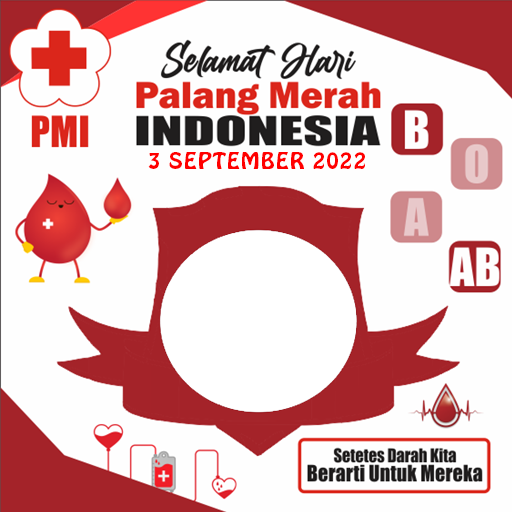 PMI
Selamat Hari
Palang Merah
INDONESIA
3 SEPTEMBER 2022
B
O
A
AB
Setetes Darah Kita
Berarti Untuk Mereka